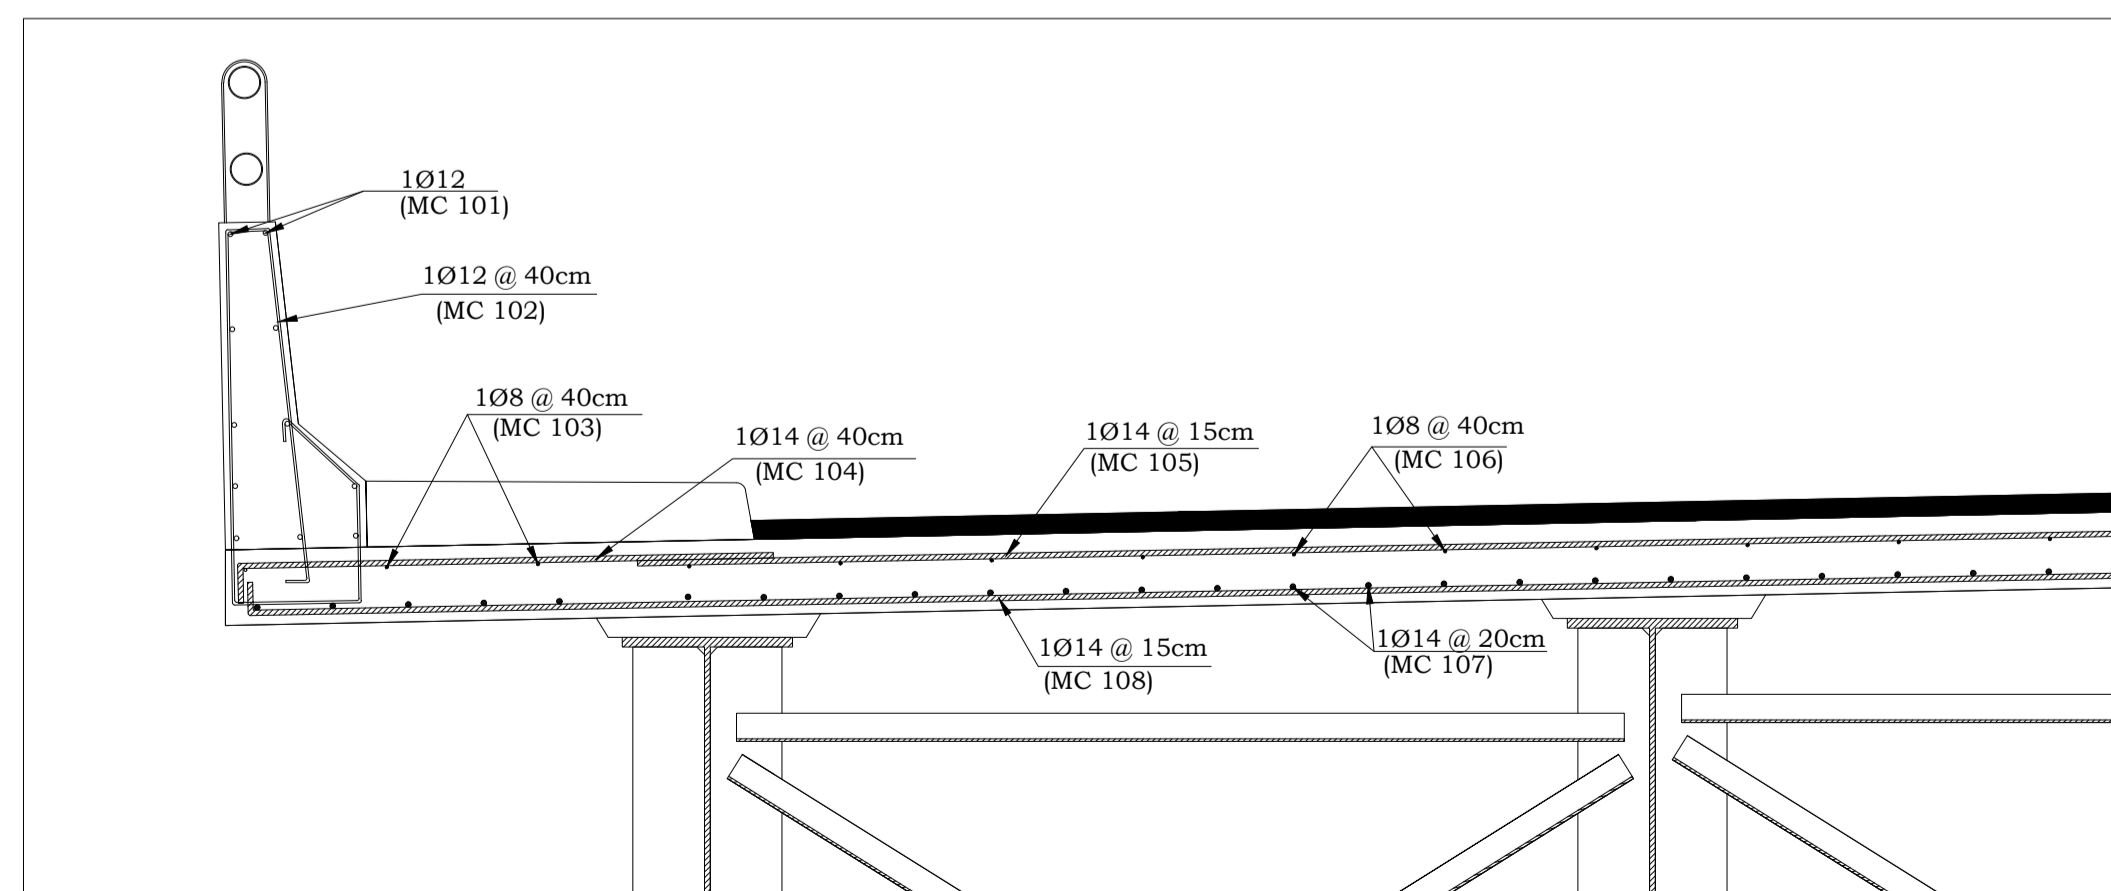 1Ø12
(MC 101)
1Ø12 @ 40cm
(MC 102)
1Ø8 @ 40cm
(MC 103)
1Ø14 @ 40cm
(MC 104)
1Ø14 @ 15cm
(MC 105)
1Ø8 @ 40cm
(MC 106)
1Ø14 @ 15cm
(MC 108)
1Ø14 @ 20cm
(MC 107)